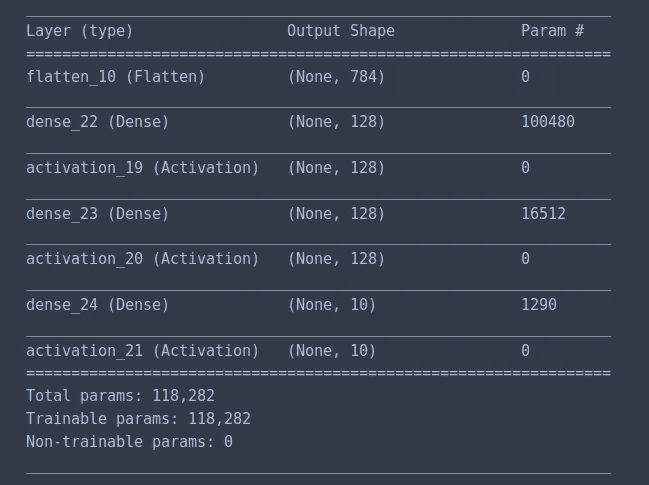 Layer (type) Output Shape Param #
=================================================================
flatten_10 (Flatten) (None, 784) 0
dense_22 (Dense) (None, 128) 100480
activation_19 (Activation) (None, 128) 0
dense_23 (Dense) (None, 128) 16512
activation_20 (Activation) (None, 128) 0
dense_24 (Dense) (None, 10) 1290
activation_21 (Activation) (None, 10) 0
=================================================================
Total params: 118,282
Trainable params: 118,282
Non-trainable params: 0